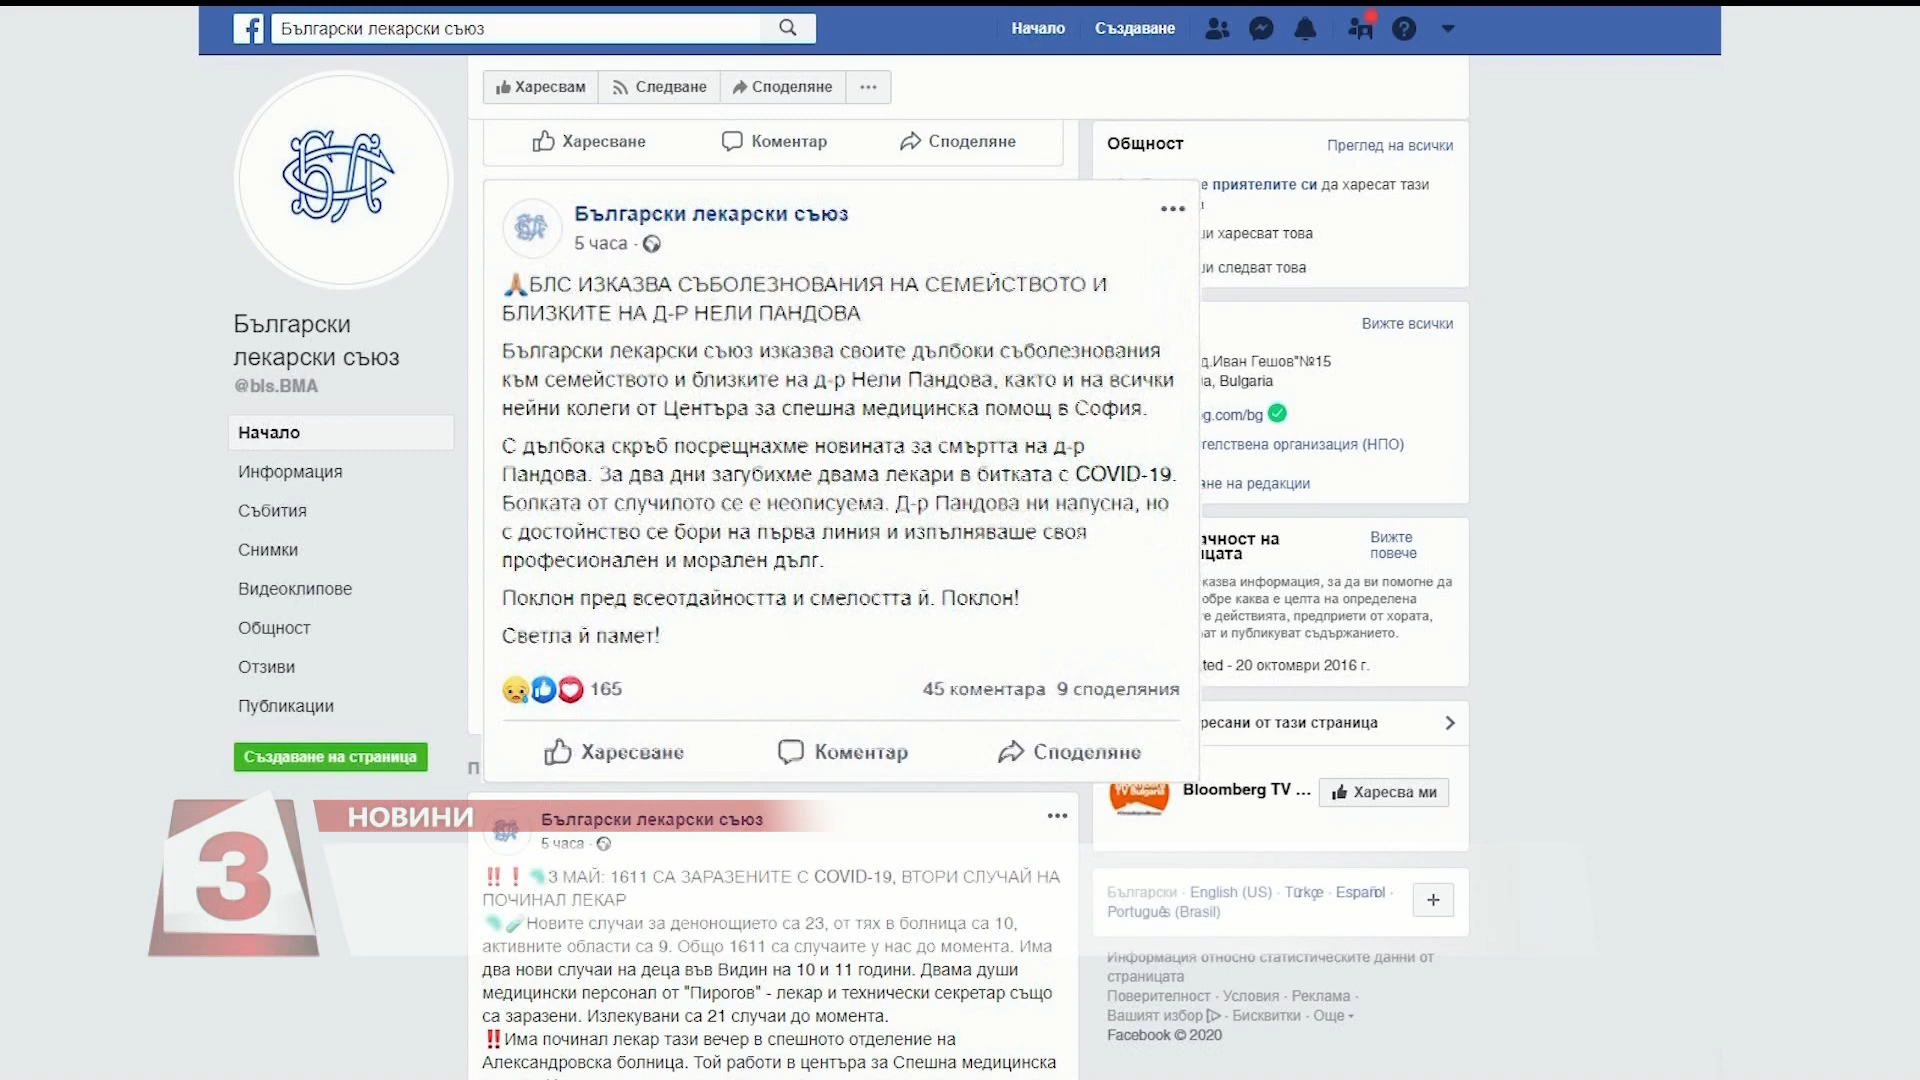 Български лекарски съюз
Начало
Създаване
Харесвам
Следване
Споделяне
Харесване
Коментар
Споделяне
Български
лекарски съюз
@bls.BMA
Начало
Информация
Събития
Снимки
Видеоклипове
Общност
Отзиви
Публикации
Създаване на страница
Български лекарски съюз
5 часа
БЛС ИЗКАЗВА СЪБОЛЕЗНОВАНИЯ НА СЕМЕЙСТВОТО И
БЛИЗКИТЕ НА Д-Р НЕЛИ ПАНДОВА
Български лекарски съюз изказва своите дълбоки съболезнования
към семейството и близките на д-р Нели Пандова, както и на всички
нейни колеги от Центъра за спешна медицинска помощ в София.
С дълбока скръб посрещнахме новината за смъртта на д-р
Пандова. За два дни загубихме двама лекари в битката с COVID-19.
Болката от случилото се е неописуема. Д-р Пандова ни напусна, но
с достойнство се бори на първа линия и изпълняваше своя
професионален и морален дълг.
Поклон пред всеотдайността и смелостта й. Поклон!
Светла й памет!
165
45 коментара 9 споделяния
Харесване
Коментар
Споделяне
3
НОВИНИ
Български лекарски съюз
5 часа
‼❗3 МАЙ: 1611 СА ЗАРАЗЕНИТЕ С COVID-19, ВТОРИ СЛУЧАЙ НА
ПОЧИНАЛ ЛЕКАР
Новите случаи за денонощието са 23, от тях в болница са 10,
активните области са 9. Общо 1611 са случаите у нас до момента. Има
два нови случаи на деца във Видин на 10 и 11 години. Двама души
медицински персонал от "Пирогов" - лекар и технически секретар също
са заразени. Излекувани са 21 случаи до момента.
‼Има починал лекар тази вечер в спешното отделение на
Александровска болница. Той работи в центъра за Спешна медицинска
Общност
Преглед на всички
е приятелите си да харесат тази
и харесват това
и следват това
Вижте всички
д.Иван Гешов"№15
a, Bulgaria
g.com/bg
телствена организация (НПО)
не на редакции
чност на
цата
Вижте
повече
казва информация, за да ви помогне да
обре каква е целта на определена
е действията, предприети от хората,
ат и публикуват съдържанието.
ted - 20 октомври 2016 г.
ресани от тази страница
TV Bulgaria
Bloomberg TV ...
Харесва ми
Български · English (US) · Türkçe · Español ·
Português (Brasil)
Информация относно статистическите данни от
страницата
Поверителност · Условия · Реклама ·
Вашият избор · Бисквитки · Още
Facebook © 2020